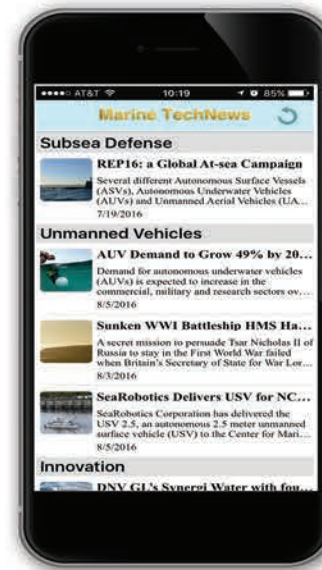 AT&T 10:19 85%
Marine TechNews
Subsea Defense
REP16: a Global At-sea Campaign
Several different Autonomous Surface Vessels
(ASVs), Autonomous Underwater Vehicles
(AUVs) and Unmanned Aerial Vehicles (UA...
7/19/2016
Unmanned Vehicles
AUV Demand to Grow 49% by 20...
Demand for autonomous underwater vehicles
(AUVs) is expected to increase in the
commercial, military and research sectors ov...
8/5/2016
Sunken WWI Battleship HMS Ha...
A secret mission to persuade Tsar Nicholas II of
Russia to stay in the First World War failed
when Britain's Secretary of State for War Lor...
8/3/2016
SeaRobotics Delivers USV for NC...
SeaRobotics Corporation has delivered the
USV 2.5, an autonomous 2.5 meter unmanned
surface vehicle (USV) to the Center for Mari...
8/5/2016
Innovation
DNV GL's Synergi Water with fou...